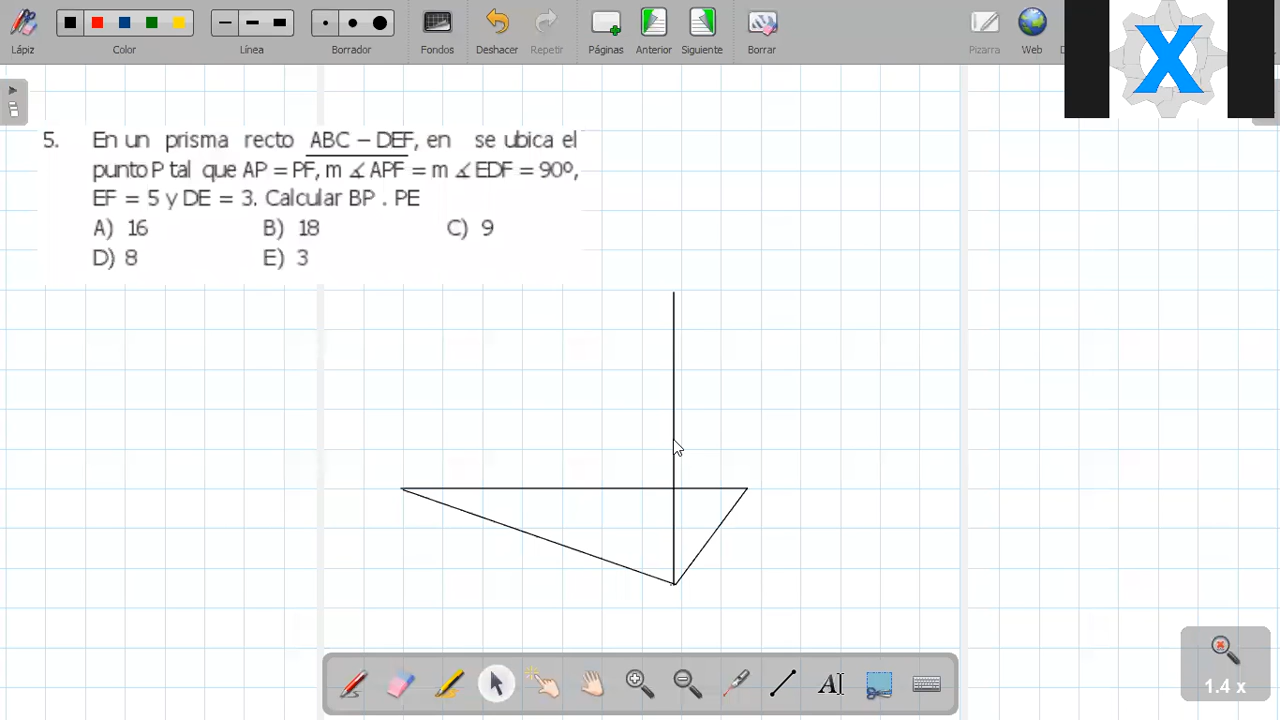 Lápiz
Color
Línea
Borrador
Fondos
Deshacer
Repetir
Páginas
Anterior
Siguiente
Borrar
Pizarra
Web
X
5. En un prisma recto ABC – DEF, en se ubica el
punto P tal que AP = PF, m ∡ APF = m ∡ EDF = 90º,
EF = 5 y DE = 3. Calcular BP . PE
A) 16 B) 18 C) 9
D) 8 E) 3
AI
1.4 x